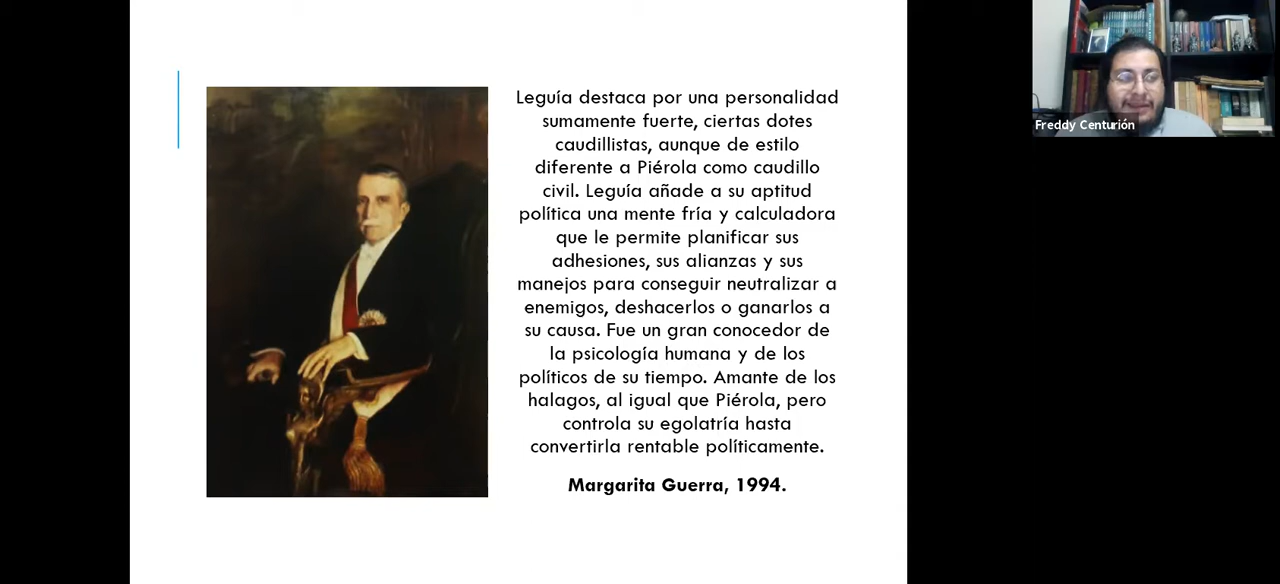 Leguía destaca por una personalidad
sumamente fuerte, ciertas dotes
caudillistas, aunque de estilo
diferente a Piérola como caudillo
civil. Leguía añade a su aptitud
política una mente fría y calculadora
que le permite planificar sus
adhesiones, sus alianzas y sus
manejos para conseguir neutralizar a
enemigos, deshacerlos o ganarlos a
su causa. Fue un gran conocedor de
la psicología humana y de los
políticos de su tiempo. Amante de los
halagos, al igual que Piérola, pero
controla su egolatría hasta
convertirla rentable políticamente.
Margarita Guerra, 1994.
Freddy Centurión